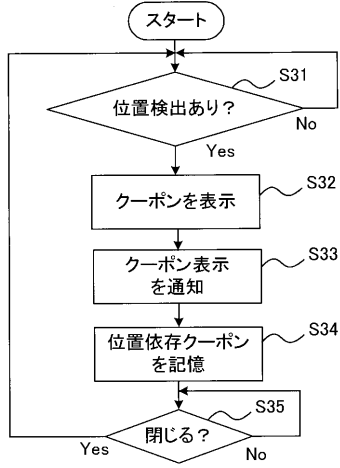 スタート
S31
位置検出あり?
No
Yes
S32
クーポンを表示
S33
クーポン表示
を通知
S34
位置依存クーポン
を記憶
S35
閉じる?
Yes
No